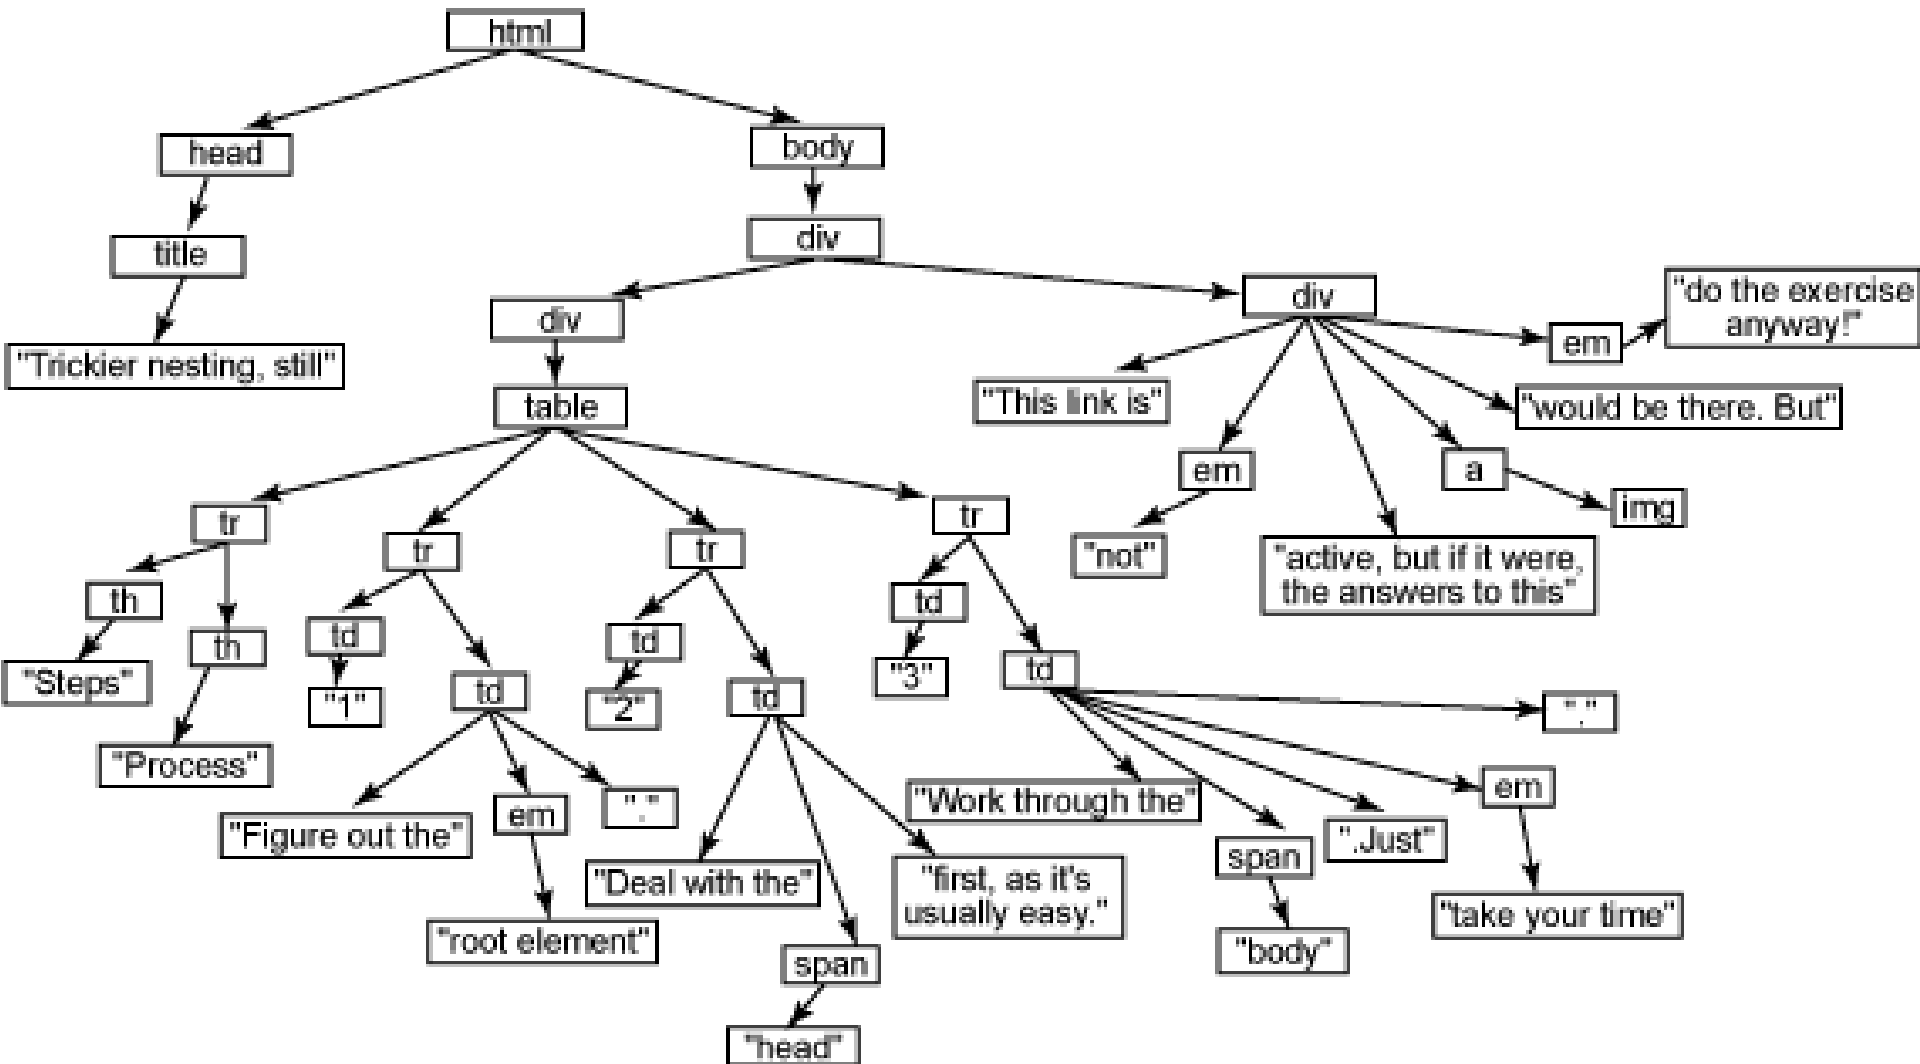 html
head
body
title
div
"Trickier nesting, still"
div
div
"do the exercise
anyway!"
em
table
"This link is"
"would be there. But"
em
a
img
"not"
"active, but if it were,
the answers to this"
tr
tr
tr
tr
th
th
"Steps"
"Process"
td
"1"
td
"Figure out the"
em
"."
"root element"
td
"2"
td
"Deal with the"
span
"first, as it's
usually easy."
"head"
td
"3"
td
"Work through the"
span
".Just"
em
"."
"body"
"take your time"